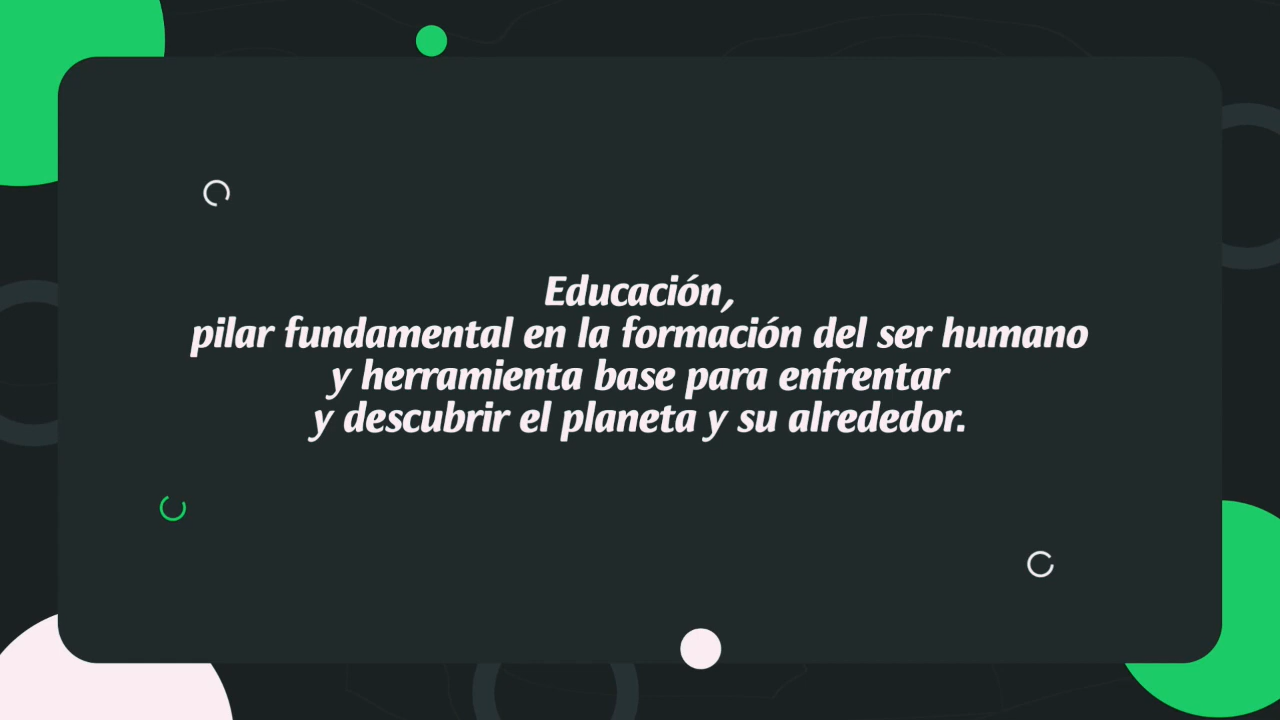 Educación,
pilar fundamental en la formación del ser humano
y herramienta base para enfrentar
y descubrir el planeta y su alrededor.